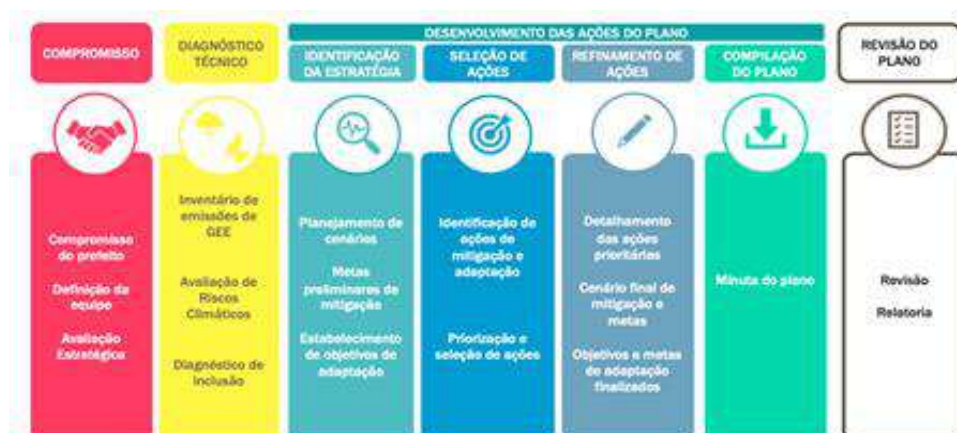 COMPROMISSO
DIAGNÓSTICO
TÉCNICO
DESENVOLVIMENTO DAS AÇÕES DO PLANO
IDENTIFICAÇÃO
DA ESTRATÉGIA
SELEÇÃO DE
AÇÕES
REFINAMENTO DE
AÇÕES
COMPILAÇÃO
DO PLANO
REVISÃO DO
PLANO
Compromisso
do prefeito
Definição da
equipe
Avaliação
Estratégica
Inventário de
emissões de
GEE
Avaliação de
Riscos
Climáticos
Diagnóstico de
Inclusão
Planejamento de
cenários
Metas
preliminares de
mitigação
Estabelecimento
de objetivos de
adaptação
Identificação de
ações de
mitigação e
adaptação
Priorização e
seleção de ações
Detalhamento
das ações
prioritárias
Cenário final de
mitigação e
metas
Objetivos e metas
de adaptação
finalizados
Minuta do plano
Revisão
Relatoria